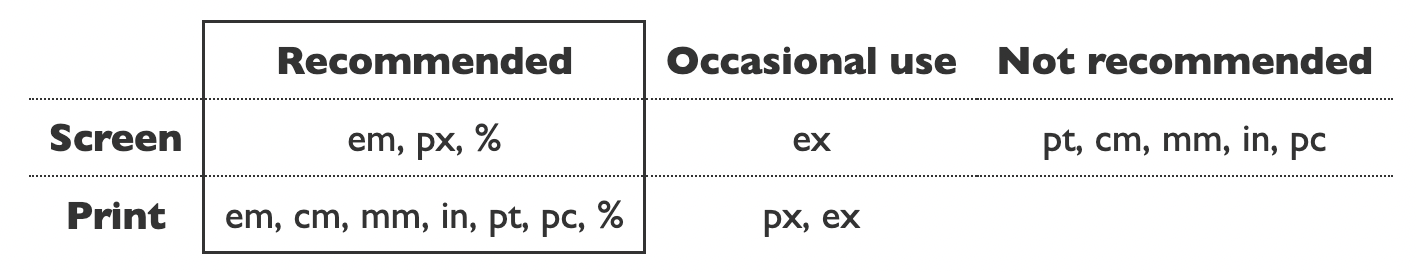 Recommended Occasional use Not recommended
Screen em, px, % ex pt, cm, mm, in, pc
Print em, cm, mm, in, pt, pc, % px, ex